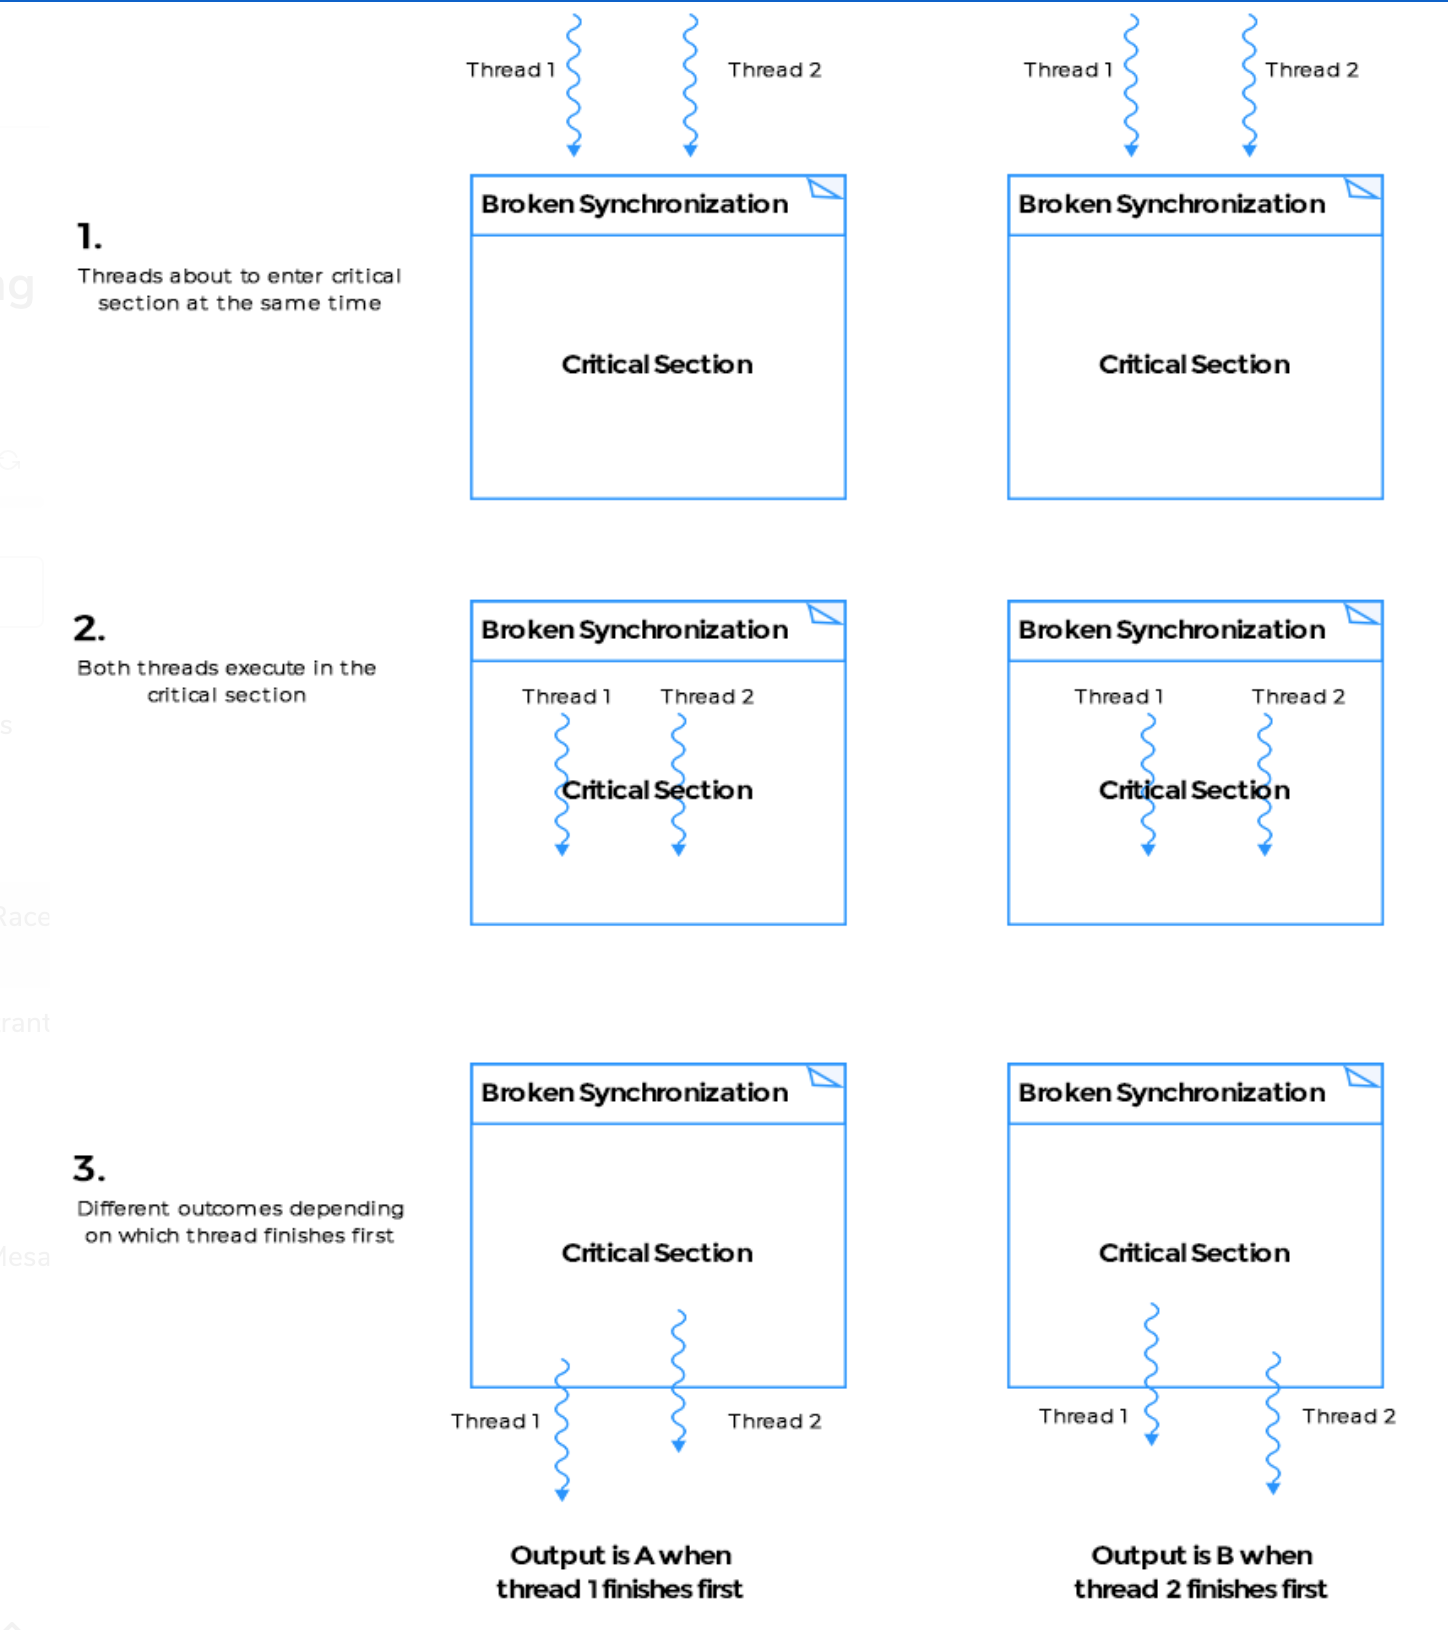 Thread 1
Thread 2
Thread 1
Thread 2
1.
Threads about to enter critical
section at the same time
Broken Synchronization
Critical Section
Broken Synchronization
Critical Section
2.
Both threads execute in the
critical section
Broken Synchronization
Thread 1
Thread 2
Critical Section
Broken Synchronization
Thread 1
Thread 2
Critical Section
3.
Different outcomes depending
on which thread finishes first
Broken Synchronization
Critical Section
Thread 1
Thread 2
Output is A when
thread 1 finishes first
Broken Synchronization
Critical Section
Thread 1
Thread 2
Output is B when
thread 2 finishes first
ng
s
Race
rant
Mesa